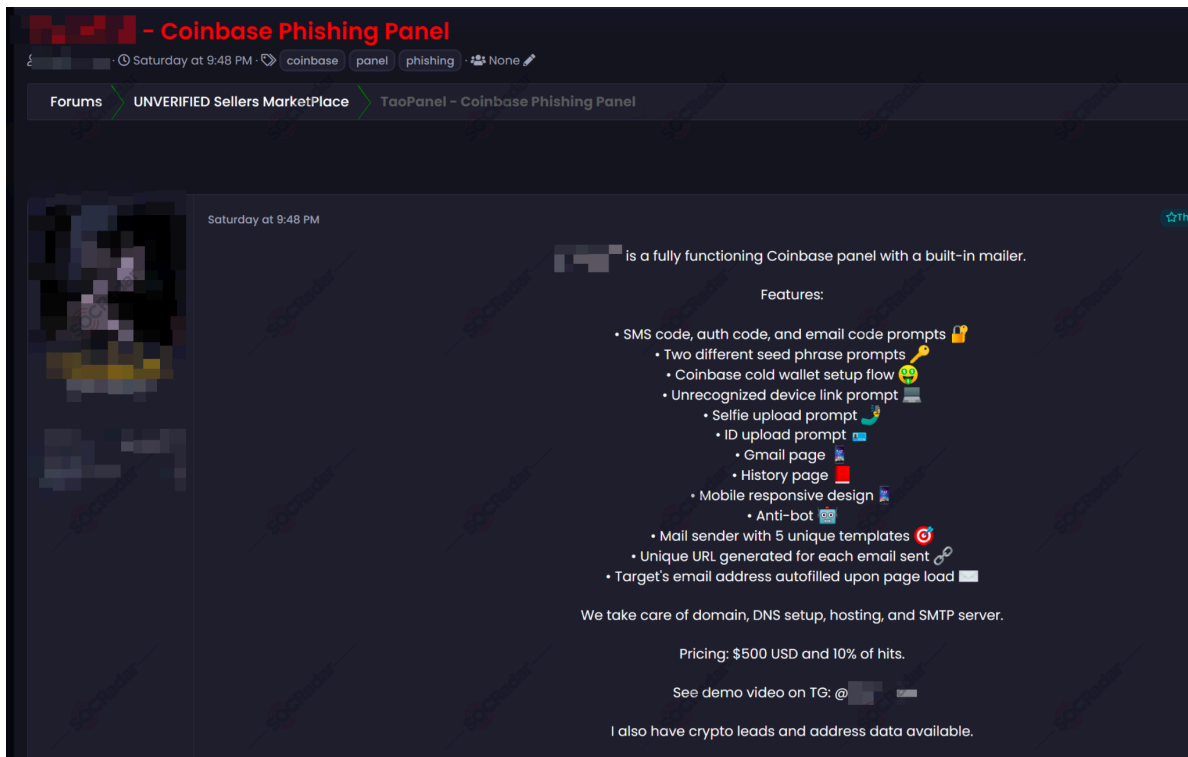 - Coinbase Phishing Panel
Saturday at 9:48 PM · coinbase panel phishing · None
Forums UNVERIFIED Sellers MarketPlace TaoPanel - Coinbase Phishing Panel
Saturday at 9:48 PM
Th
is a fully functioning Coinbase panel with a built-in mailer.
Features:
• SMS code, auth code, and email code prompts 🔐
• Two different seed phrase prompts 🔑
• Coinbase cold wallet setup flow 🤑
• Unrecognized device link prompt 💻
• Selfie upload prompt 🤳
• ID upload prompt 🪪
• Gmail page 📱
• History page 📕
• Mobile responsive design 📱
• Anti-bot 🤖
• Mail sender with 5 unique templates 🎯
• Unique URL generated for each email sent 🔗
• Target's email address autofilled upon page load ✉️
We take care of domain, DNS setup, hosting, and SMTP server.
Pricing: $500 USD and 10% of hits.
See demo video on TG: @
I also have crypto leads and address data available.
SOCRadar